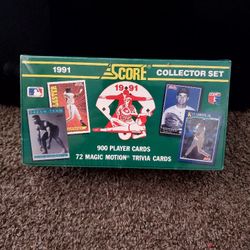 1991 SCORE COLLECTOR SET
1991
900 PLAYER CARDS
72 MAGIC MOTION® TRIVIA CARDS